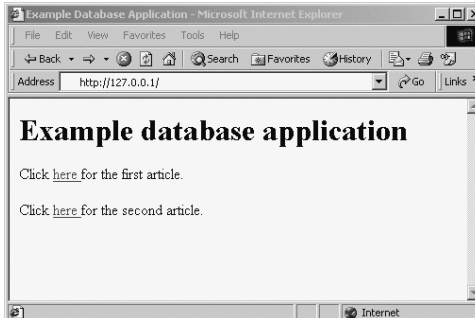 Example Database Application - Microsoft Internet Explorer
File Edit View Favorites Tools Help
Back Search Favorites History
Address http://127.0.0.1/ Go Links
Example database application
Click here for the first article.
Click here for the second article.
Internet